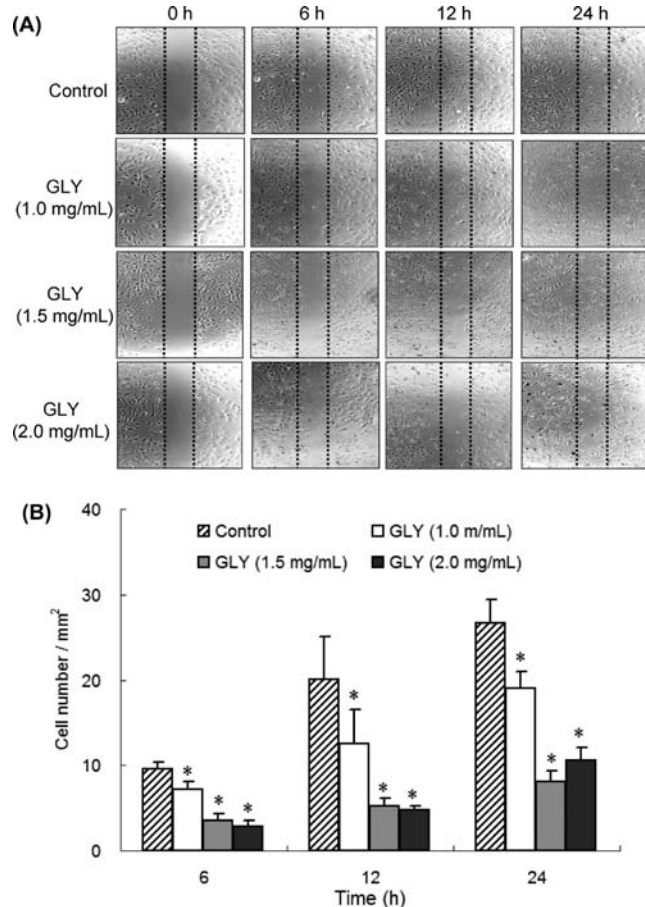 (A)
0 h 6 h 12 h 24 h
Control
GLY
(1.0 mg/mL)
GLY
(1.5 mg/mL)
GLY
(2.0 mg/mL)
(B)
40
30
20
10
0
Cell number / mm²
Control GLY (1.0 m/mL)
GLY (1.5 mg/mL) GLY (2.0 mg/mL)
* * *
* * *
* * *
6 12 24
Time (h)